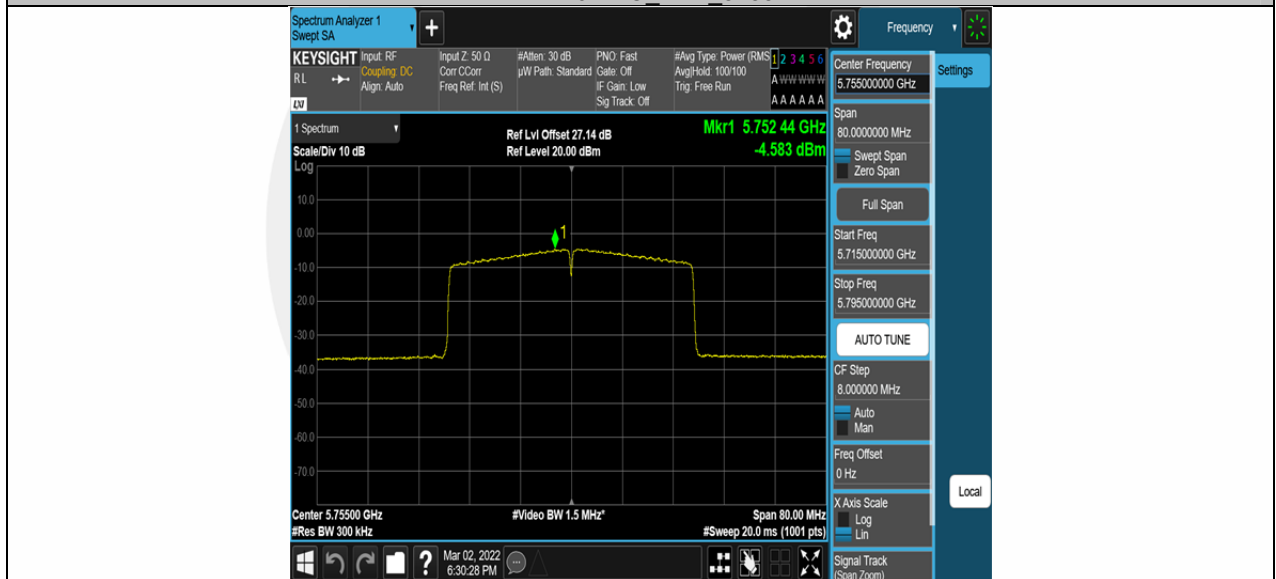 Spectrum Analyzer 1
Swept SA
Frequency
KEYSIGHT
RL
LXI
Input: RF
Coupling: DC
Align: Auto
Input Z: 50 Ω
Corr CCorr
Freq Ref: Int (S)
#Atten: 30 dB
µW Path: Standard
PNO: Fast
Gate: Off
IF Gain: Low
Sig Track: Off
#Avg Type: Power (RMS
Avg|Hold: 100/100
Trig: Free Run
1 2 3 4 5 6
A W W W W W
A A A A A A
Center Frequency
5.755000000 GHz
Settings
1 Spectrum
Scale/Div 10 dB
Ref Lvl Offset 27.14 dB
Ref Level 20.00 dBm
Mkr1 5.752 44 GHz
-4.583 dBm
Log
10.0
0.00
-10.0
-20.0
-30.0
-40.0
-50.0
-60.0
-70.0
1
Center 5.75500 GHz
#Res BW 300 kHz
#Video BW 1.5 MHz*
Span 80.00 MHz
#Sweep 20.0 ms (1001 pts)
Span
80.0000000 MHz
Swept Span
Zero Span
Full Span
Start Freq
5.715000000 GHz
Stop Freq
5.795000000 GHz
AUTO TUNE
CF Step
8.000000 MHz
Auto
Man
Freq Offset
0 Hz
X Axis Scale
Log
Lin
Signal Track
(Span Zoom)
Local
?
Mar 02, 2022
6:30:28 PM